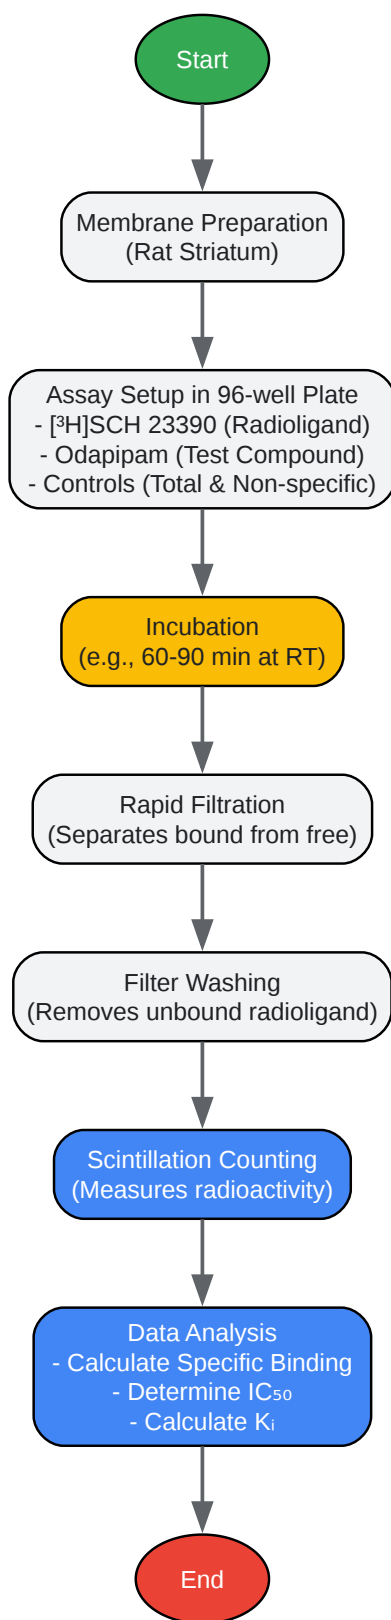 Start
Membrane Preparation
(Rat Striatum)
Assay Setup in 96-well Plate
- [³H]SCH 23390 (Radioligand)
- Odapipam (Test Compound)
- Controls (Total & Non-specific)
Incubation
(e.g., 60-90 min at RT)
Rapid Filtration
(Separates bound from free)
Filter Washing
(Removes unbound radioligand)
Scintillation Counting
(Measures radioactivity)
Data Analysis
- Calculate Specific Binding
- Determine IC₅₀
- Calculate Kᵢ
End